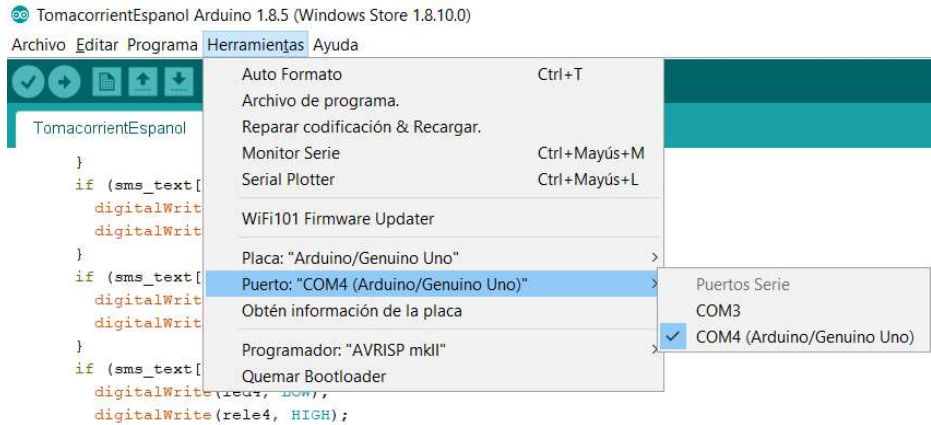 TomacorrientEspanol Arduino 1.8.5 (Windows Store 1.8.10.0)
Archivo Editar Programa Herramientas Ayuda
TomacorrientEspanol
Auto Formato Ctrl+T
Archivo de programa.
Reparar codificación & Recargar.
Monitor Serie Ctrl+Mayús+M
Serial Plotter Ctrl+Mayús+L
WiFi101 Firmware Updater
Placa: "Arduino/Genuino Uno"
Puerto: "COM4 (Arduino/Genuino Uno)"
Obtén información de la placa
Programador: "AVRISP mkII"
Quemar Bootloader
Puertos Serie
COM3
COM4 (Arduino/Genuino Uno)
}
if (sms_text[
digitalWrit
digitalWrit
}
if (sms_text[
digitalWrit
digitalWrit
}
if (sms_text[
digitalWrite(led4, LOW);
digitalWrite(rele4, HIGH);